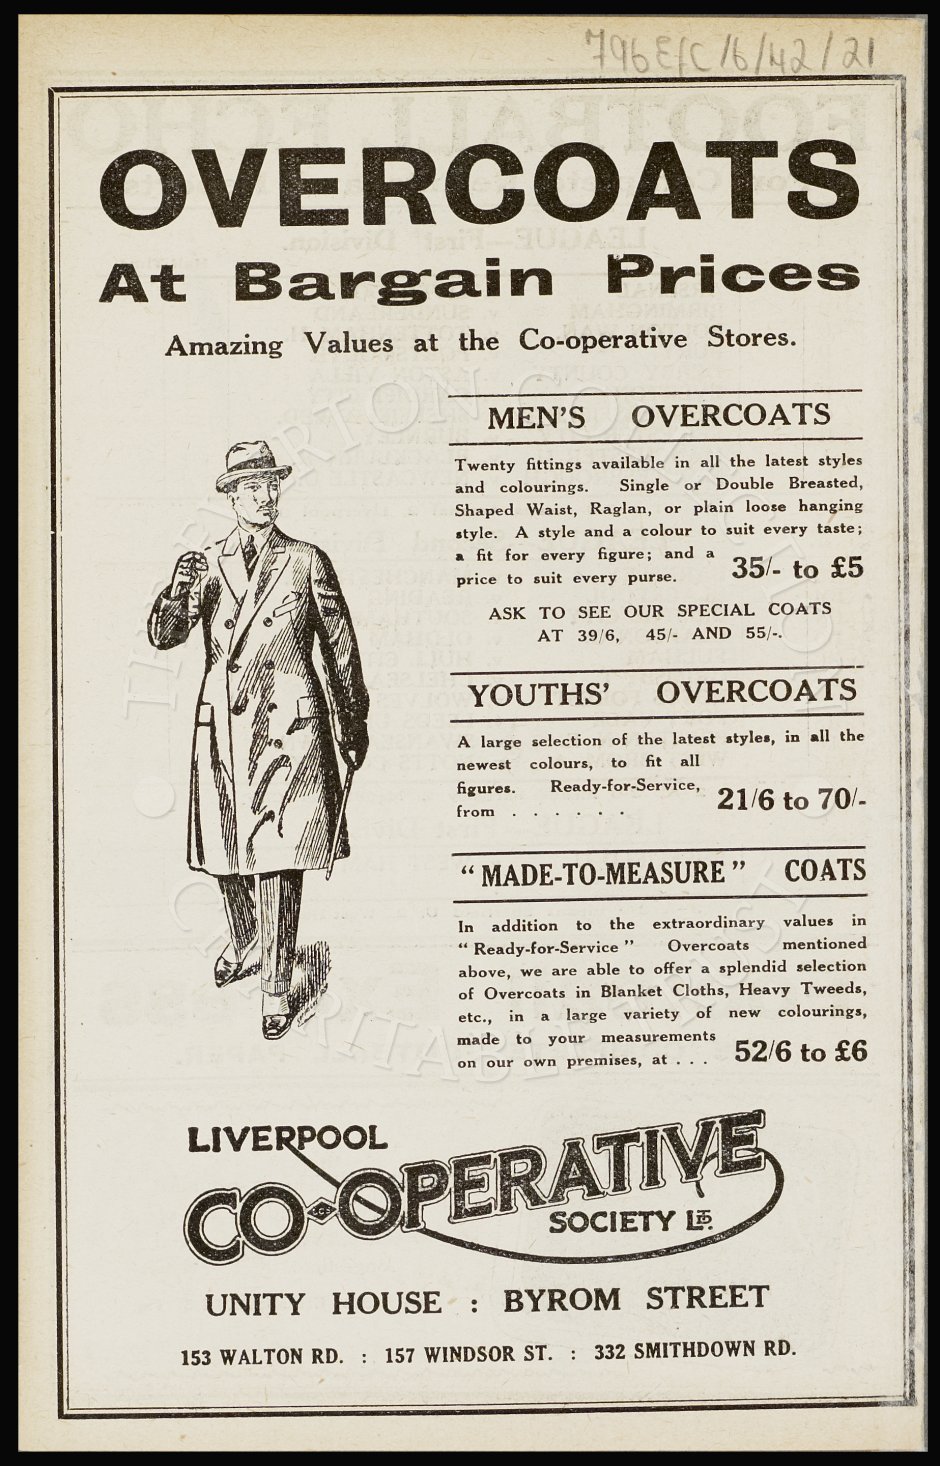 796 EFC/6/42/21
OVERCOATS
At Bargain Prices
Amazing Values at the Co-operative Stores.
MEN'S OVERCOATS
Twenty fittings available in all the latest styles
and colourings. Single or Double Breasted,
Shaped Waist, Raglan, or plain loose hanging
style. A style and a colour to suit every taste;
a fit for every figure; and a
price to suit every purse. 35/- to £5
ASK TO SEE OUR SPECIAL COATS
AT 39/6, 45/- AND 55/-.
YOUTHS' OVERCOATS
A large selection of the latest styles, in all the
newest colours, to fit all
figures. Ready-for-Service,
from . . . . . . 21/6 to 70/-
"MADE-TO-MEASURE" COATS
In addition to the extraordinary values in
"Ready-for-Service" Overcoats mentioned
above, we are able to offer a splendid selection
of Overcoats in Blanket Cloths, Heavy Tweeds,
etc., in a large variety of new colourings,
made to your measurements
on our own premises, at . . . 52/6 to £6
LIVERPOOL
CO-OPERATIVE
SOCIETY LTD.
UNITY HOUSE : BYROM STREET
153 WALTON RD. : 157 WINDSOR ST. : 332 SMITHDOWN RD.
THE EVERTON COLLECTION
CHARITABLE TRUST